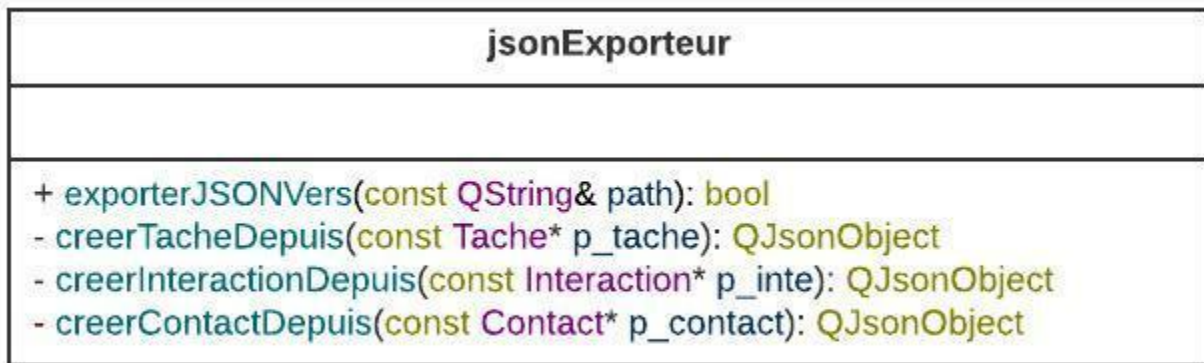 jsonExporteur
+ exporterJSONVers(const QString& path): bool
- creerTacheDepuis(const Tache* p_tache): QJsonObject
- creerInteractionDepuis(const Interaction* p_inte): QJsonObject
- creerContactDepuis(const Contact* p_contact): QJsonObject